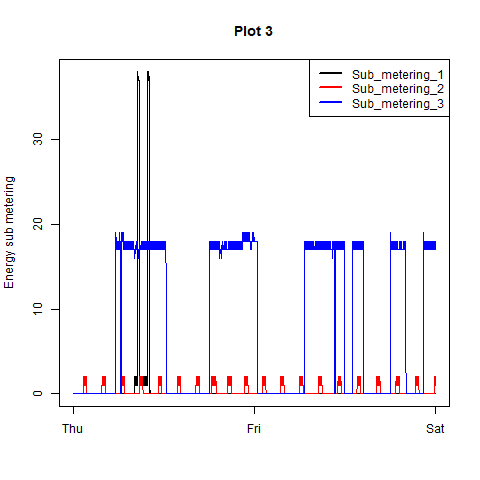 Plot 3
Sub_metering_1
Sub_metering_2
Sub_metering_3
Energy sub metering
30
20
10
0
Thu Fri Sat